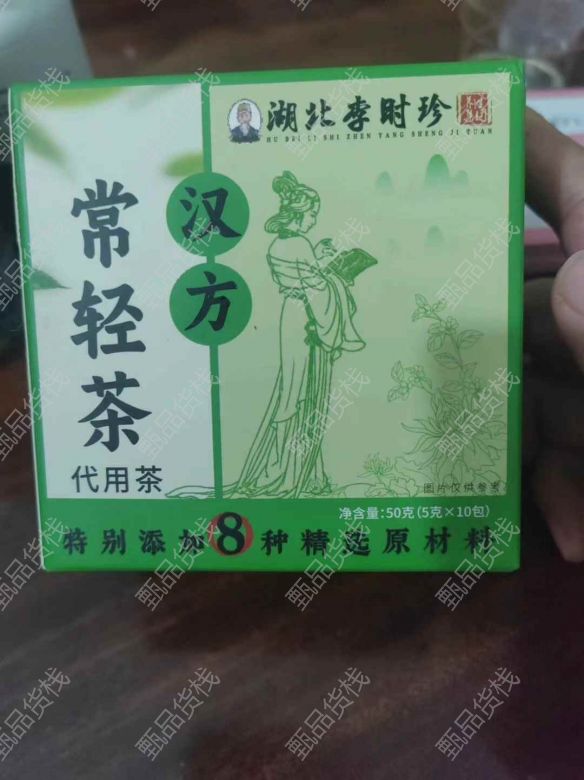 湖北李时珍
HU BEI LI SHI ZHEN YANG SHENG JI TUAN
汉方
常轻茶
代用茶
图片仅供参考
净含量:50克(5克×10包)
特别添加8种精选原材料
甄品货栈